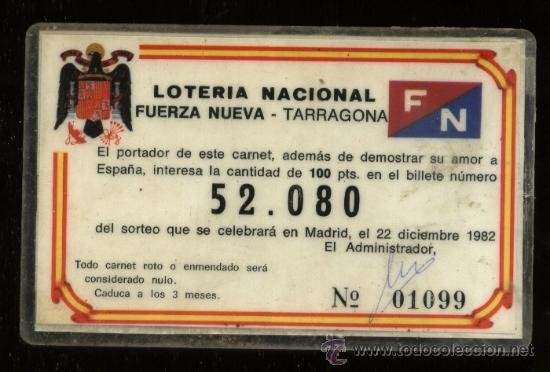 LOTERIA NACIONAL
FUERZA NUEVA - TARRAGONA
F N
El portador de este carnet, además de demostrar su amor a
España, interesa la cantidad de 100 pts. en el billete número
52.080
del sorteo que se celebrará en Madrid, el 22 diciembre 1982
El Administrador,
Todo carnet roto o enmendado será
considerado nulo.
Caduca a los 3 meses.
Nº 01099
todocoleccion
© www.todocoleccion.net